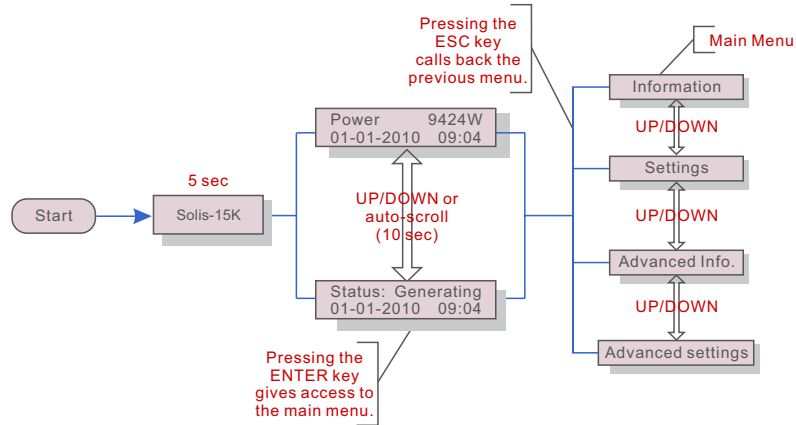 Start
5 sec
Solis-15K
Power 9424W
01-01-2010 09:04
UP/DOWN or
auto-scroll
(10 sec)
Status: Generating
01-01-2010 09:04
Pressing the
ENTER key
gives access to
the main menu.
Pressing the
ESC key
calls back the
previous menu.
Main Menu
Information
UP/DOWN
Settings
UP/DOWN
Advanced Info.
UP/DOWN
Advanced settings